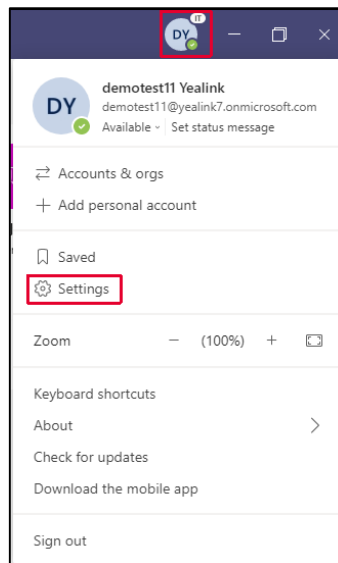 DY IT
DY
demotest11 Yealink
demotest11@yealink7.onmicrosoft.com
Available Set status message
Accounts & orgs
Add personal account
Saved
Settings
Zoom − (100%) +
Keyboard shortcuts
About
Check for updates
Download the mobile app
Sign out